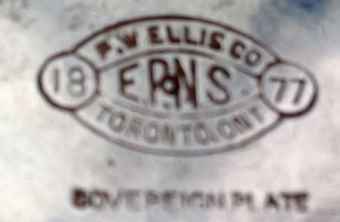 P.W ELLIS CO
18 E.P.N.S 77
TORONTO, ONT
SOVEREIGN PLATE